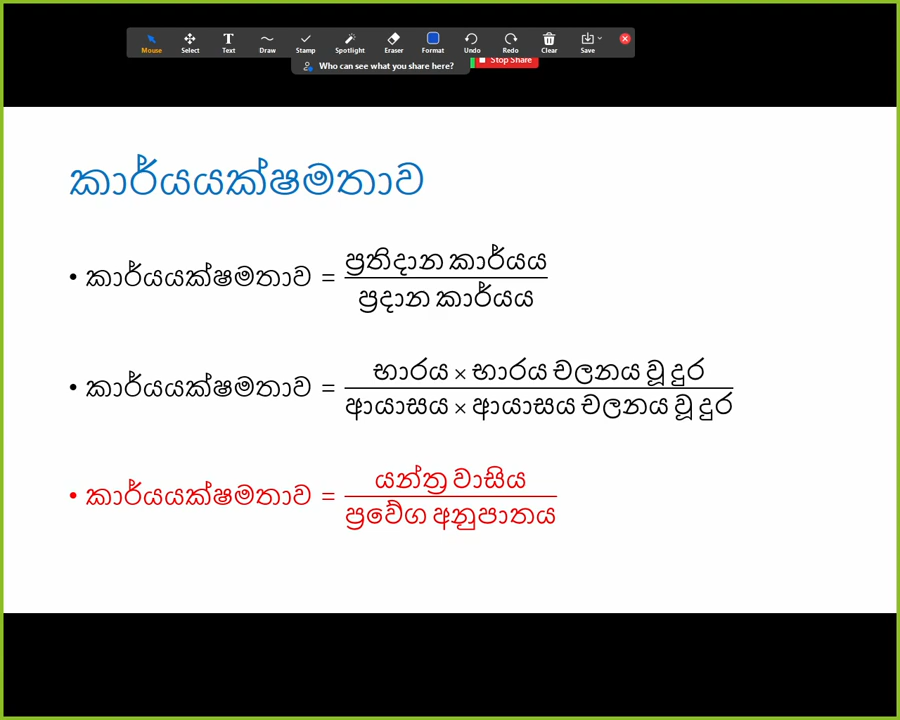 Mouse Select Text Draw Stamp Spotlight Eraser Format Undo Redo Clear Save
Who can see what you share here? Stop Share
කාර්යයක්ෂමතාව
• කාර්යයක්ෂමතාව = ප්‍රතිදාන කාර්යය / ප්‍රදාන කාර්යය
• කාර්යයක්ෂමතාව = භාරය × භාරය චලනය වූ දුර / ආයාසය × ආයාසය චලනය වූ දුර
• කාර්යයක්ෂමතාව = යන්ත්‍ර වාසිය / ප්‍රවේග අනුපාතය